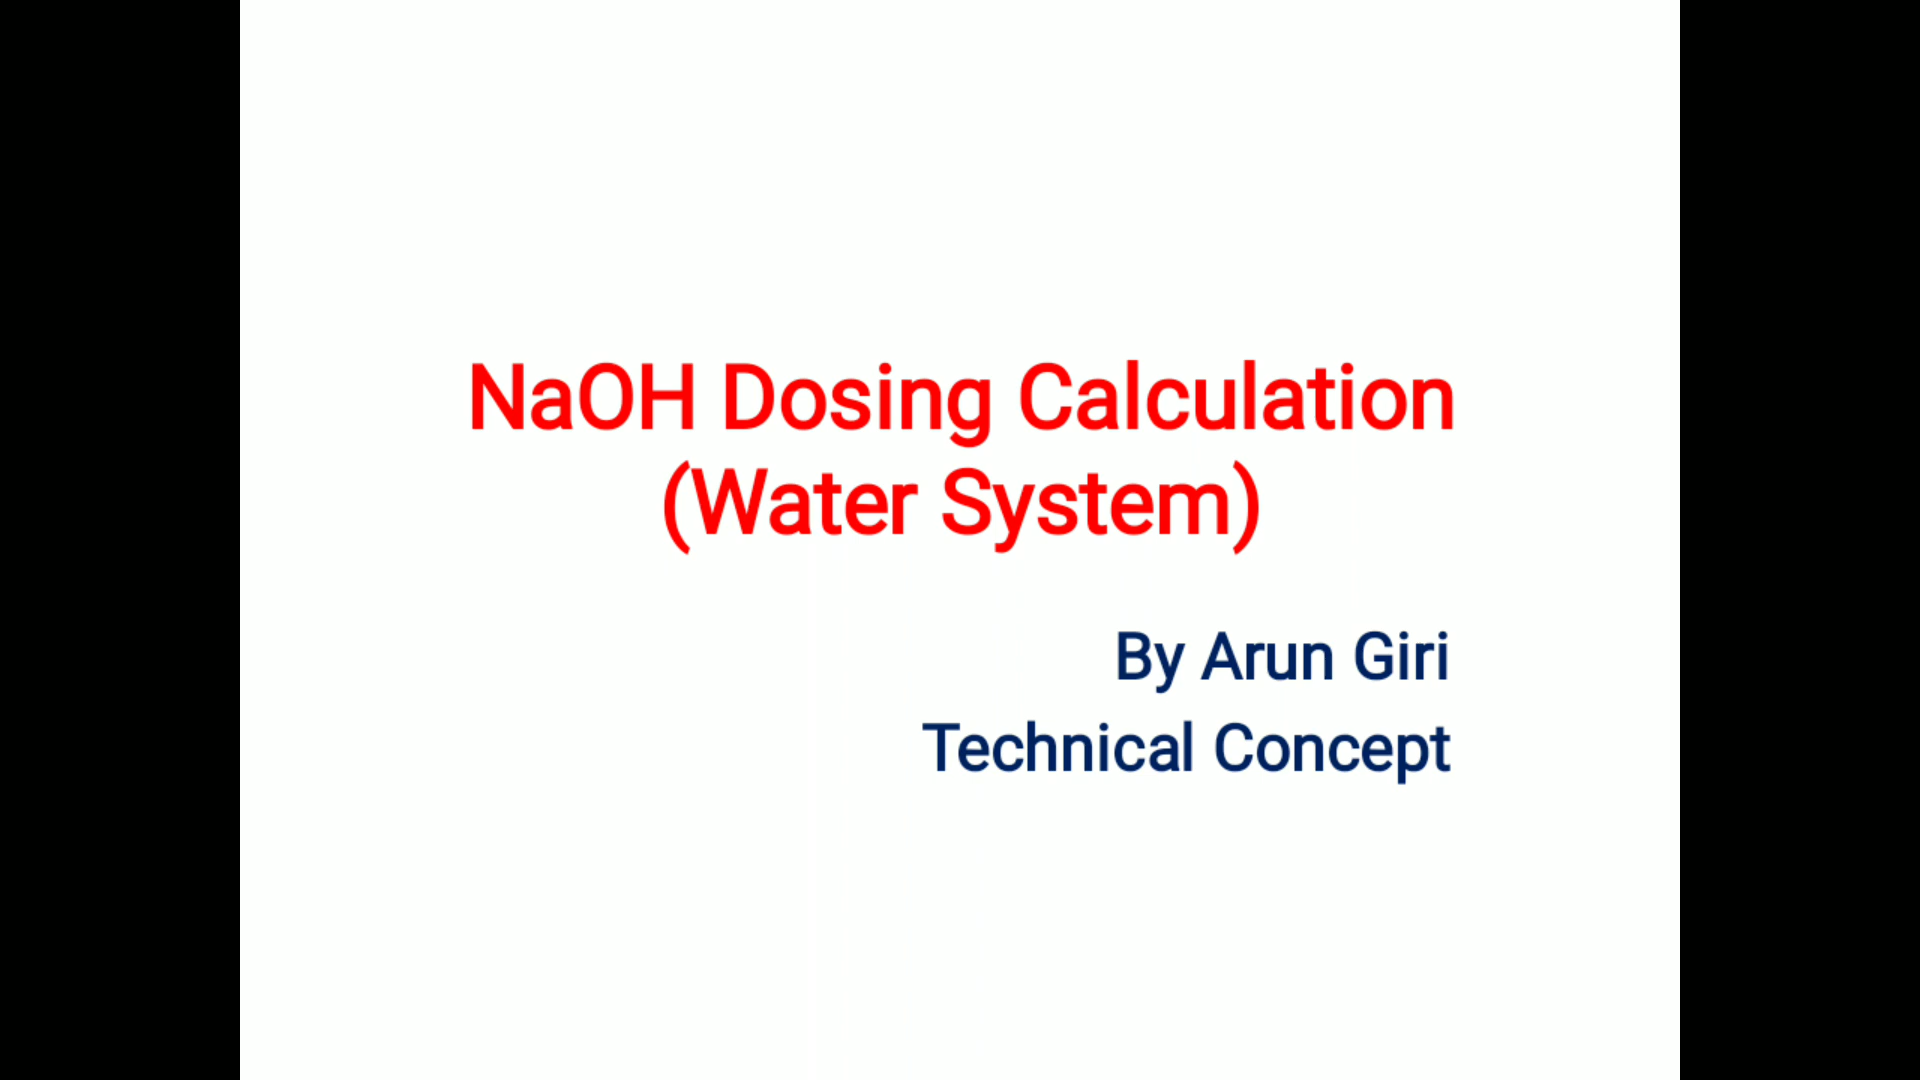 NaOH Dosing Calculation
(Water System)
By Arun Giri
Technical Concept